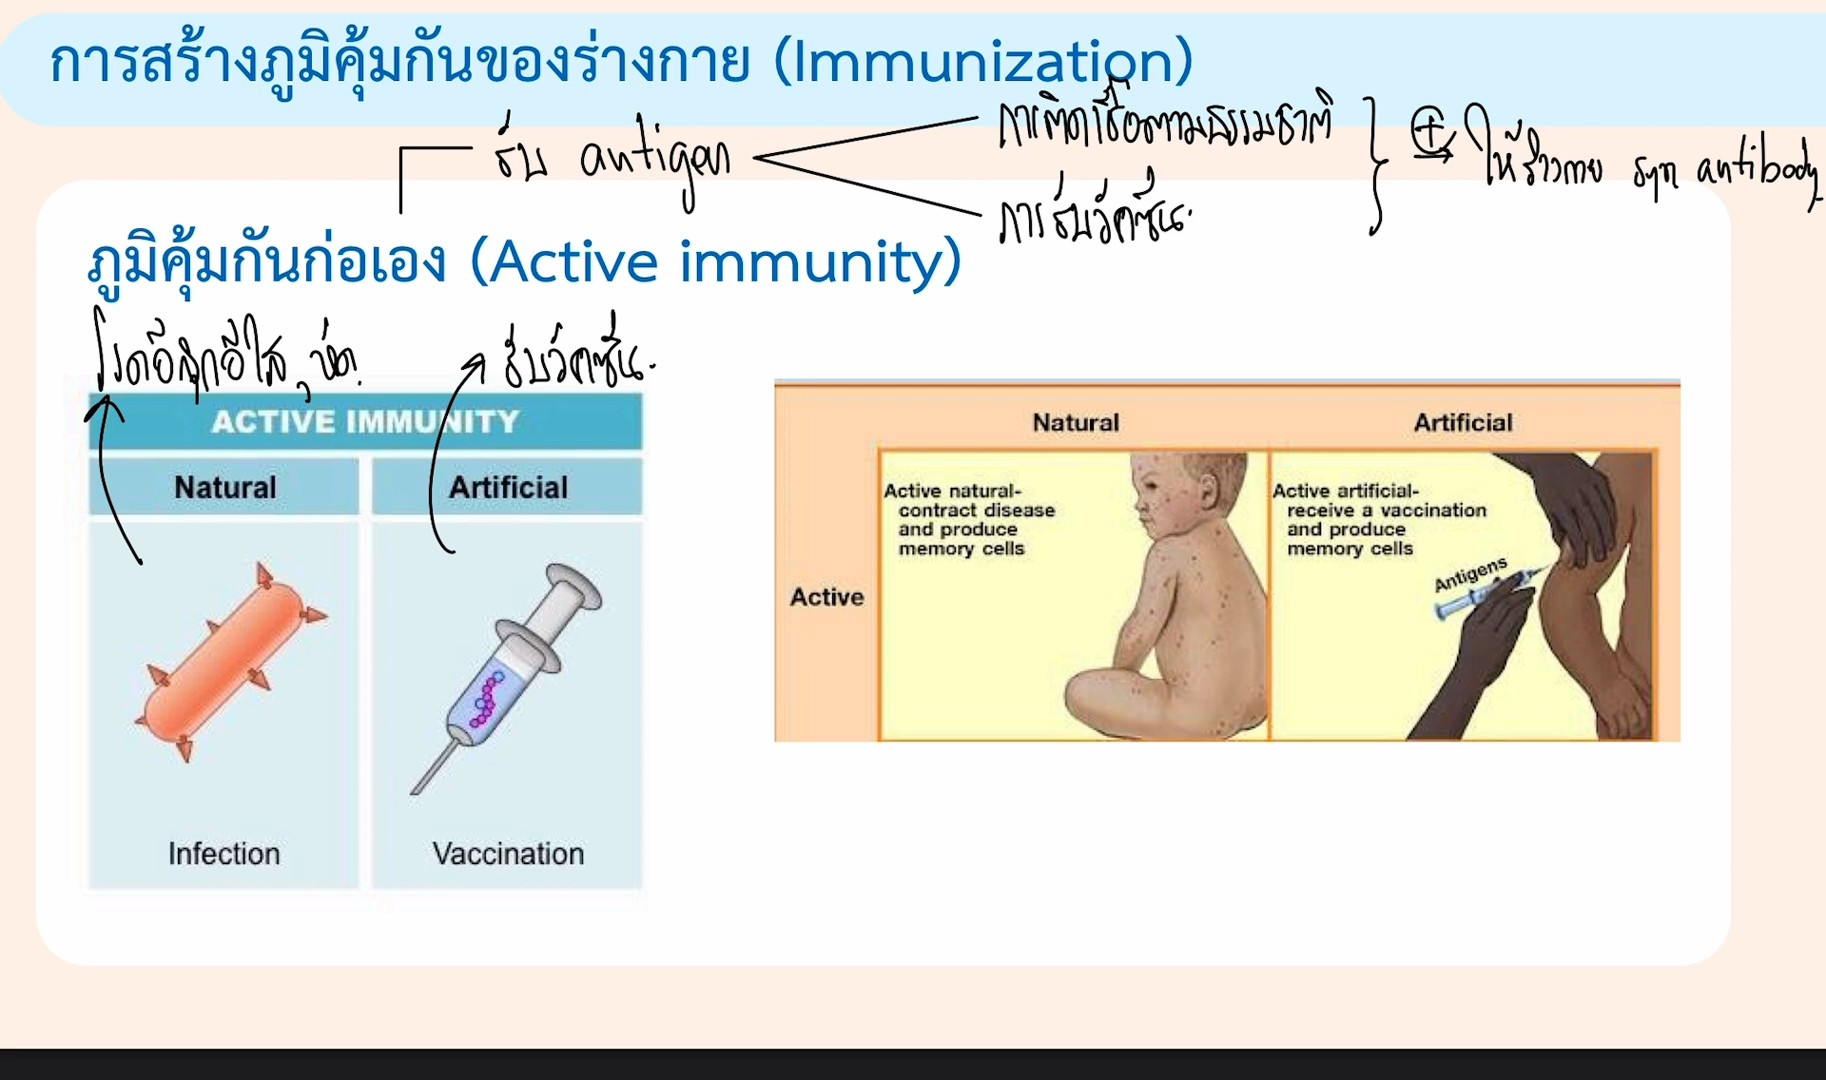 การสร้างภูมิคุ้มกันของร่างกาย (Immunization)
รับ antigen
การติดเชื้อตามธรรมชาติ
การรับวัคซีน
+ ให้ร่างกาย syn antibody
ภูมิคุ้มกันก่อเอง (Active immunity)
โรคอีสุกอีใส, หัด
รับวัคซีน
ACTIVE IMMUNITY
Natural
Artificial
Infection
Vaccination
Natural
Artificial
Active
Active natural-
contract disease
and produce
memory cells
Active artificial-
receive a vaccination
and produce
memory cells
Antigens